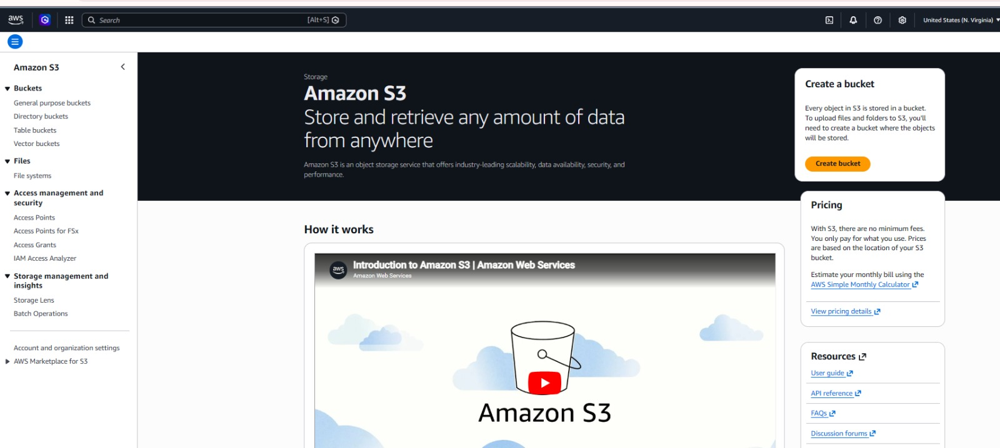 aws
Search
[Alt+S]
United States (N. Virginia)
Amazon S3
Buckets
General purpose buckets
Directory buckets
Table buckets
Vector buckets
Files
File systems
Access management and
security
Access Points
Access Points for FSx
Access Grants
IAM Access Analyzer
Storage management and
insights
Storage Lens
Batch Operations
Account and organization settings
AWS Marketplace for S3
Storage
Amazon S3
Store and retrieve any amount of data
from anywhere
Amazon S3 is an object storage service that offers industry-leading scalability, data availability, security, and
performance.
How it works
aws
Introduction to Amazon S3 | Amazon Web Services
Amazon Web Services
Amazon S3
Create a bucket
Every object in S3 is stored in a bucket.
To upload files and folders to S3, you'll
need to create a bucket where the objects
will be stored.
Create bucket
Pricing
With S3, there are no minimum fees.
You only pay for what you use. Prices
are based on the location of your S3
bucket.
Estimate your monthly bill using the
AWS Simple Monthly Calculator
View pricing details
Resources
User guide
API reference
FAQs
Discussion forums